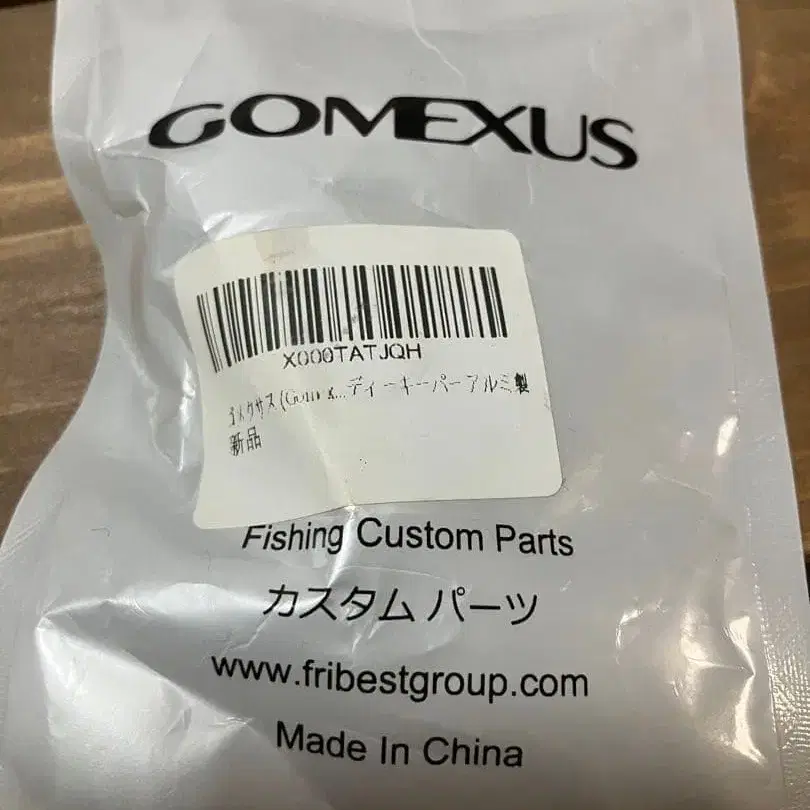 GOMEXUS
X000TATJQH
ゴメクサス(Gomex...ディーキーパーアルミ製
新品
Fishing Custom Parts
カスタム パーツ
www.fribestgroup.com
Made In China